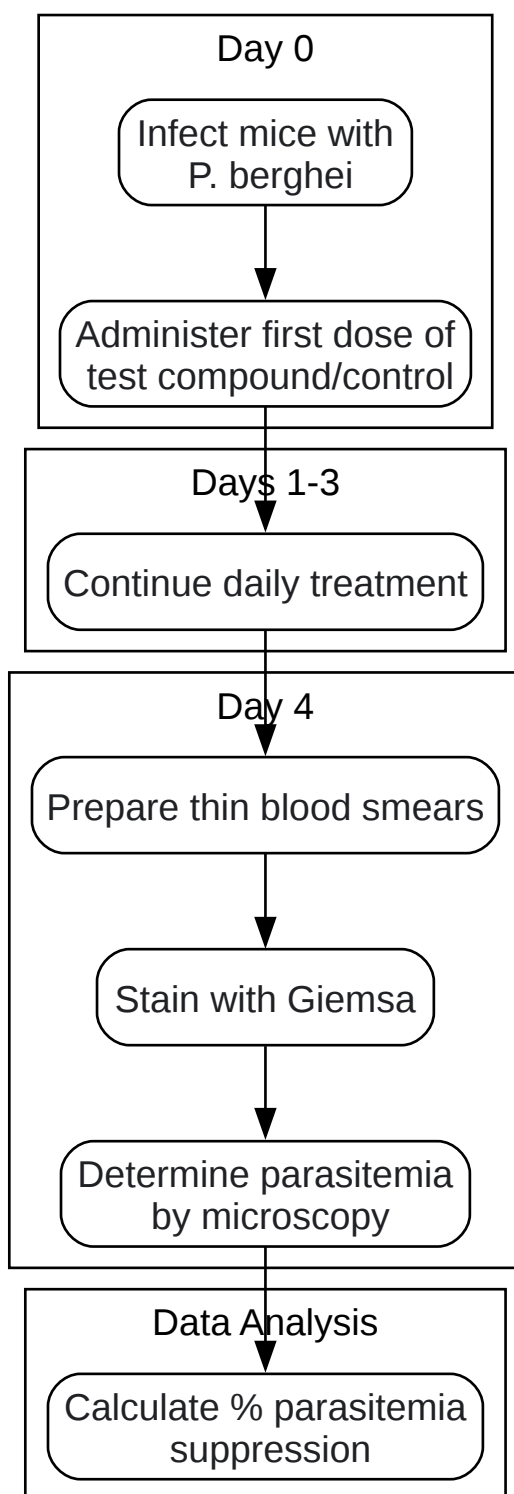 Day 0
Infect mice with
P. berghei
Administer first dose of
test compound/control
Days 1-3
Continue daily treatment
Day 4
Prepare thin blood smears
Stain with Giemsa
Determine parasitemia
by microscopy
Data Analysis
Calculate % parasitemia
suppression